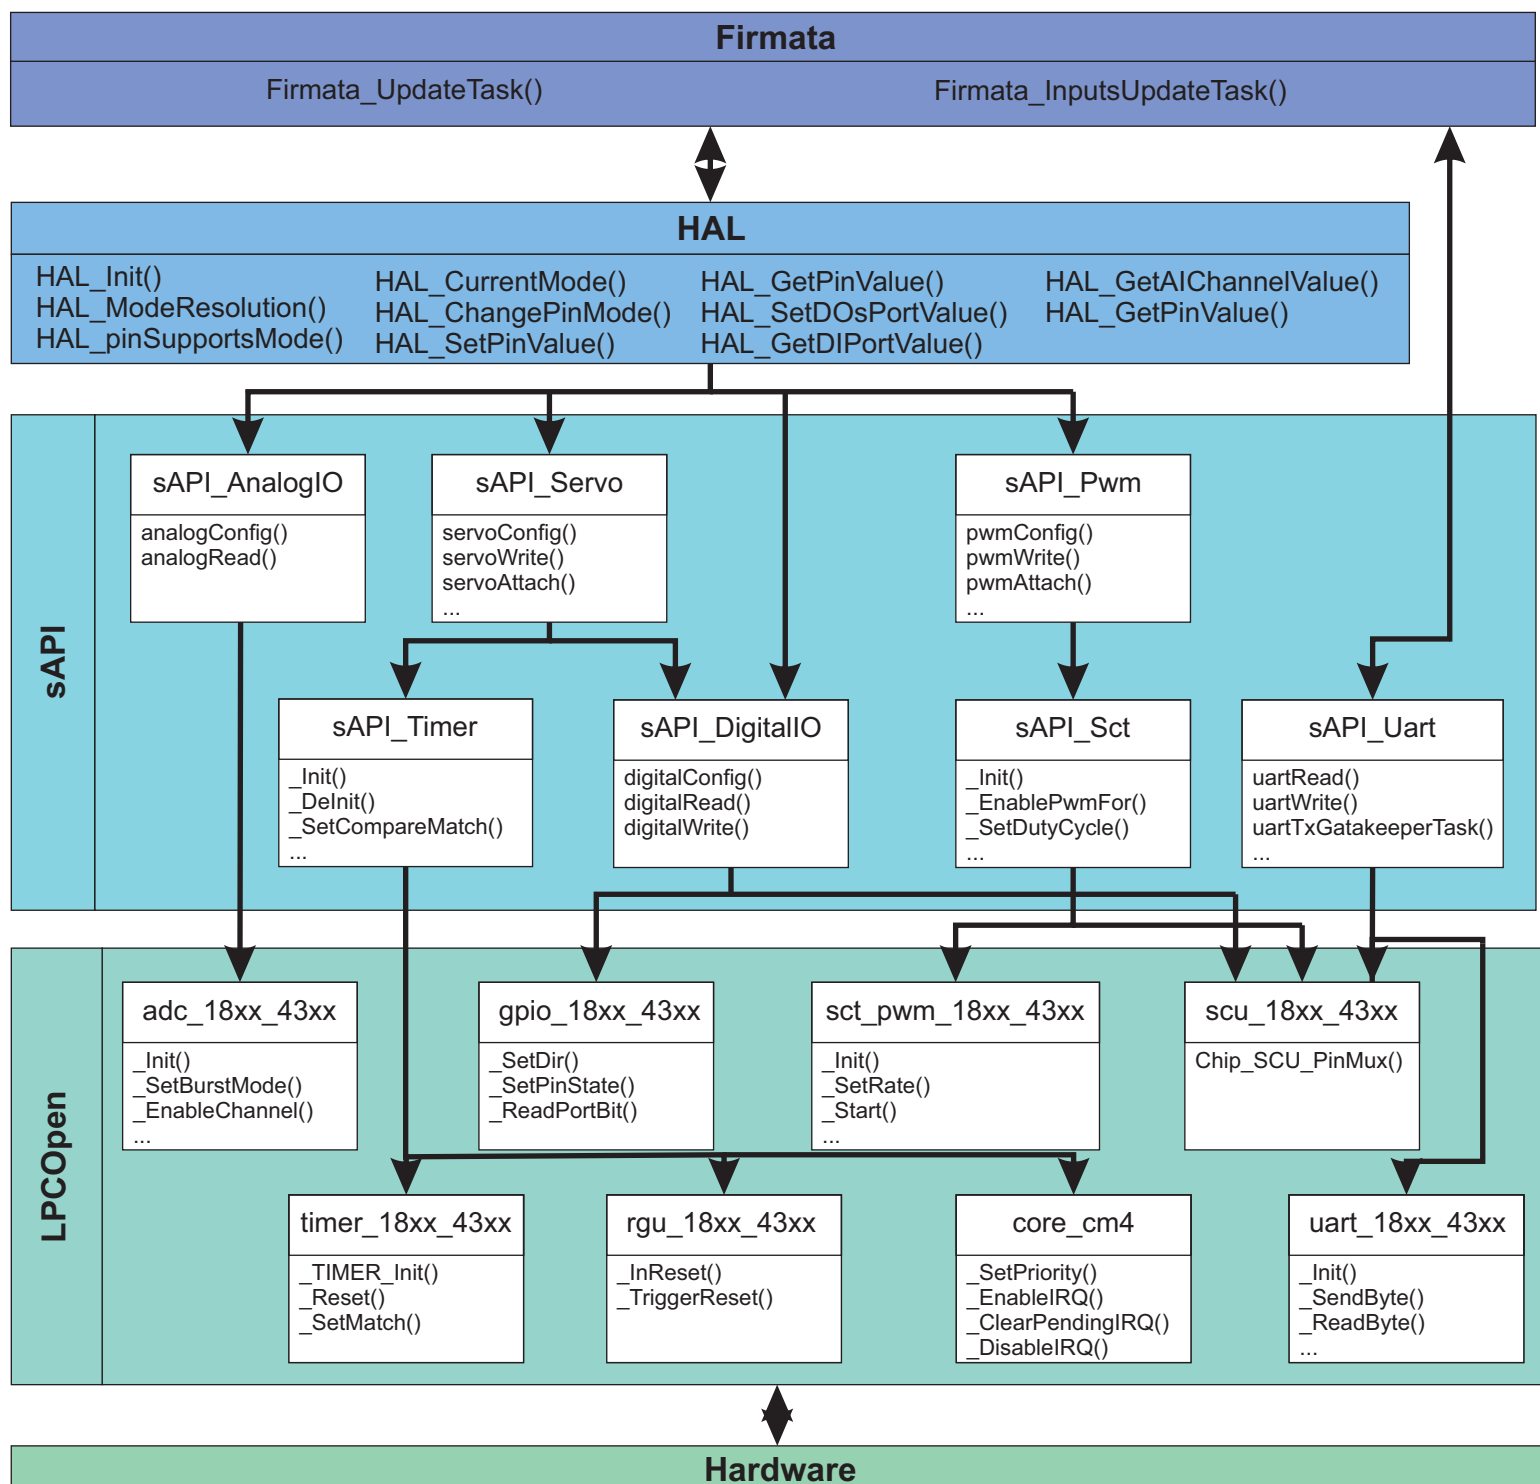 Firmata
Firmata_UpdateTask()
Firmata_InputsUpdateTask()
HAL
HAL_Init()
HAL_ModeResolution()
HAL_pinSupportsMode()
HAL_CurrentMode()
HAL_ChangePinMode()
HAL_SetPinValue()
HAL_GetPinValue()
HAL_SetDOsPortValue()
HAL_GetDIPortValue()
HAL_GetAIChannelValue()
HAL_GetPinValue()
sAPI
sAPI_AnalogIO
analogConfig()
analogRead()
sAPI_Servo
servoConfig()
servoWrite()
servoAttach()
...
sAPI_Pwm
pwmConfig()
pwmWrite()
pwmAttach()
...
sAPI_Timer
_Init()
_DeInit()
_SetCompareMatch()
...
sAPI_DigitalIO
digitalConfig()
digitalRead()
digitalWrite()
sAPI_Sct
_Init()
_EnablePwmFor()
_SetDutyCycle()
...
sAPI_Uart
uartRead()
uartWrite()
uartTxGatakeeperTask()
...
LPCOpen
adc_18xx_43xx
_Init()
_SetBurstMode()
_EnableChannel()
...
gpio_18xx_43xx
_SetDir()
_SetPinState()
_ReadPortBit()
sct_pwm_18xx_43xx
_Init()
_SetRate()
_Start()
...
scu_18xx_43xx
Chip_SCU_PinMux()
timer_18xx_43xx
_TIMER_Init()
_Reset()
_SetMatch()
rgu_18xx_43xx
_InReset()
_TriggerReset()
core_cm4
_SetPriority()
_EnableIRQ()
_ClearPendingIRQ()
_DisableIRQ()
uart_18xx_43xx
_Init()
_SendByte()
_ReadByte()
...
Hardware